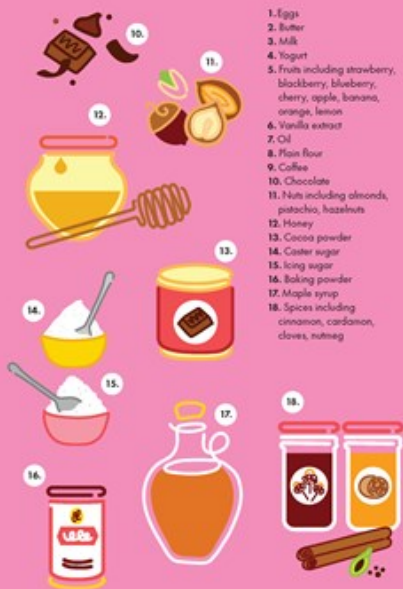 1. Eggs
2. Butter
3. Milk
4. Yogurt
5. Fruits including strawberry,
blackberry, blueberry,
cherry, apple, banana,
orange, lemon
6. Vanilla extract
7. Oil
8. Plain flour
9. Coffee
10. Chocolate
11. Nuts including almonds,
pistachio, hazelnuts
12. Honey
13. Cocoa powder
14. Caster sugar
15. Icing sugar
16. Baking powder
17. Maple syrup
18. Spices including
cinnamon, cardamon,
cloves, nutmeg
10.
11.
12.
13.
14.
15.
17.
18.
16.